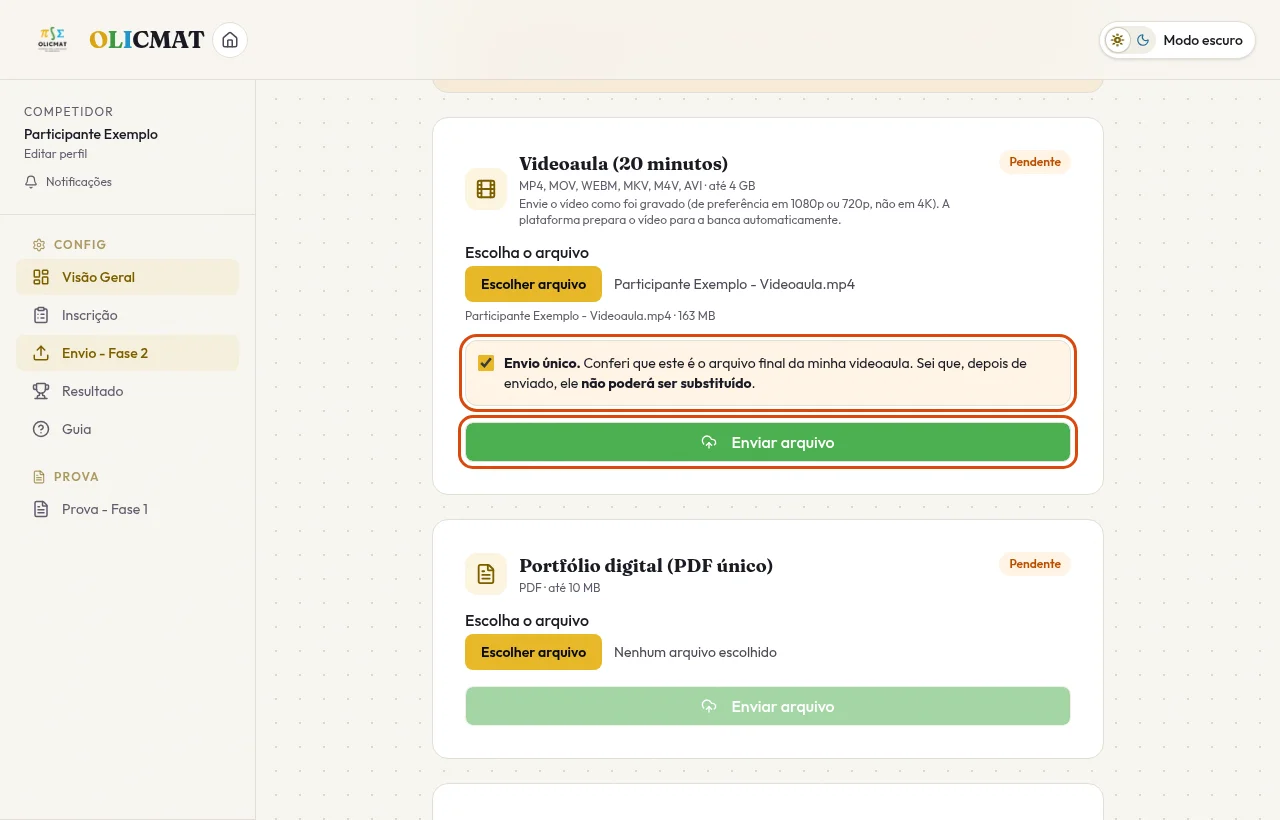 πSΣ
OLICMAT
OLICMAT
Modo escuro
COMPETIDOR
Participante Exemplo
Editar perfil
Notificações
CONFIG
Visão Geral
Inscrição
Envio - Fase 2
Resultado
Guia
PROVA
Prova - Fase 1
Videoaula (20 minutos)
Pendente
MP4, MOV, WEBM, MKV, M4V, AVI · até 4 GB
Envie o vídeo como foi gravado (de preferência em 1080p ou 720p, não em 4K). A
plataforma prepara o vídeo para a banca automaticamente.
Escolha o arquivo
Escolher arquivo
Participante Exemplo - Videoaula.mp4
Participante Exemplo - Videoaula.mp4 · 163 MB
Envio único. Conferi que este é o arquivo final da minha videoaula. Sei que, depois de
enviado, ele não poderá ser substituído.
Enviar arquivo
Portfólio digital (PDF único)
Pendente
PDF · até 10 MB
Escolha o arquivo
Escolher arquivo
Nenhum arquivo escolhido
Enviar arquivo